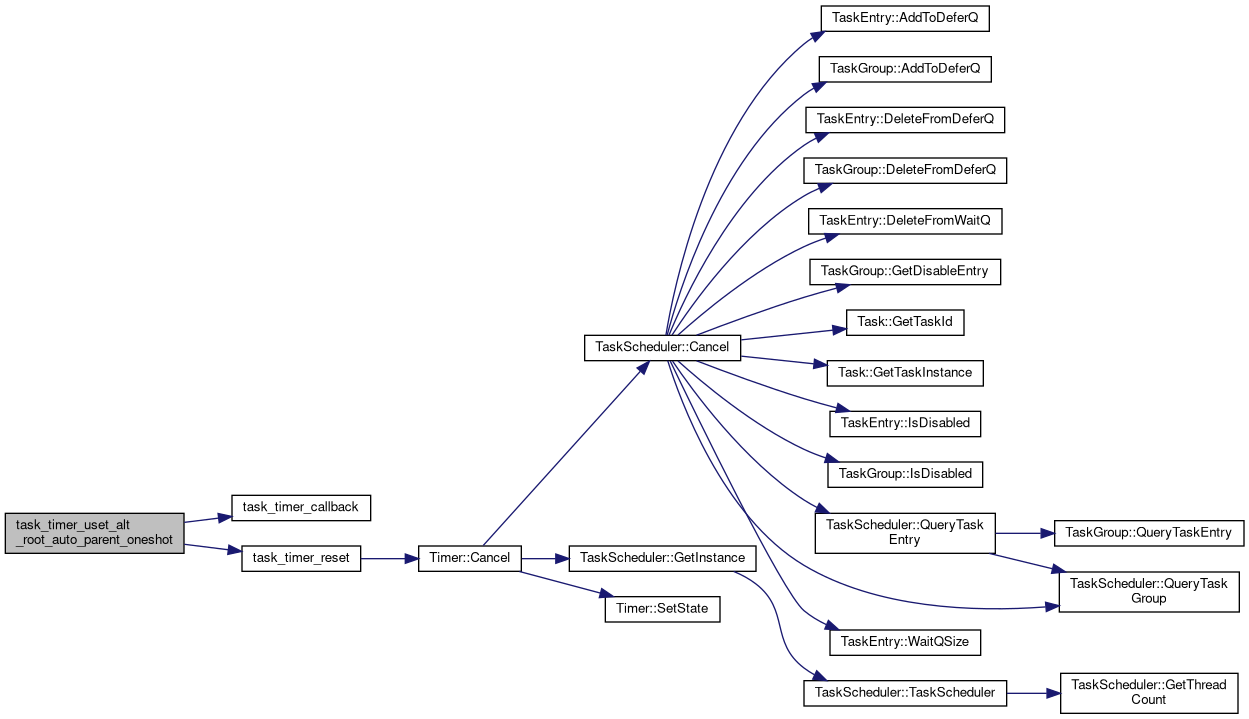 TaskEntry::AddToDeferQ
TaskGroup::AddToDeferQ
TaskEntry::DeleteFromDeferQ
TaskGroup::DeleteFromDeferQ
TaskEntry::DeleteFromWaitQ
TaskGroup::GetDisableEntry
Task::GetTaskId
TaskScheduler::Cancel
Task::GetTaskInstance
TaskEntry::IsDisabled
TaskGroup::IsDisabled
task_timer_callback
task_timer_uset_alt
_root_auto_parent_oneshot
TaskScheduler::QueryTask
Entry
TaskGroup::QueryTaskEntry
task_timer_reset
Timer::Cancel
TaskScheduler::GetInstance
TaskScheduler::QueryTask
Group
Timer::SetState
TaskEntry::WaitQSize
TaskScheduler::TaskScheduler
TaskScheduler::GetThread
Count